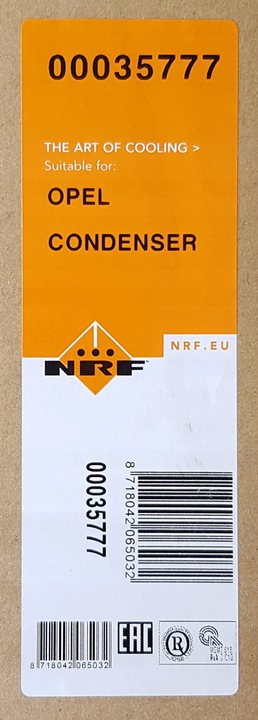 00035777
THE ART OF COOLING >
Suitable for:
OPEL
CONDENSER
NRF.EU
NRF
00035777
8 718042 065032
8 718042 065032
EAC
R